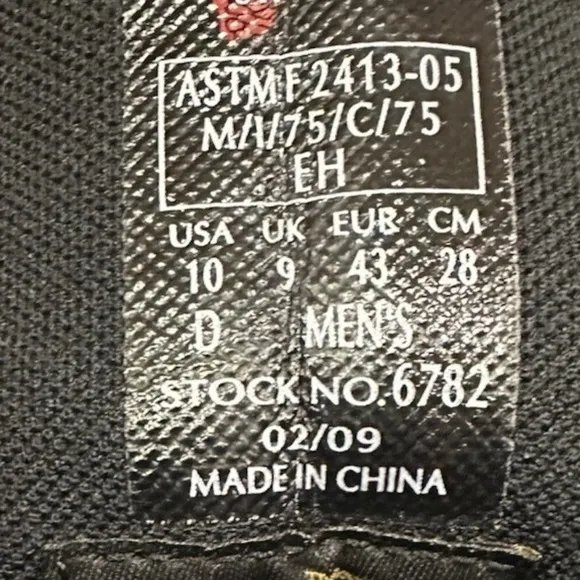 ASTM F 2413-05
M/I/75/C/75
EH
USA UK EUR CM
10 9 43 28
D MEN'S
STOCK NO. 6782
02/09
MADE IN CHINA